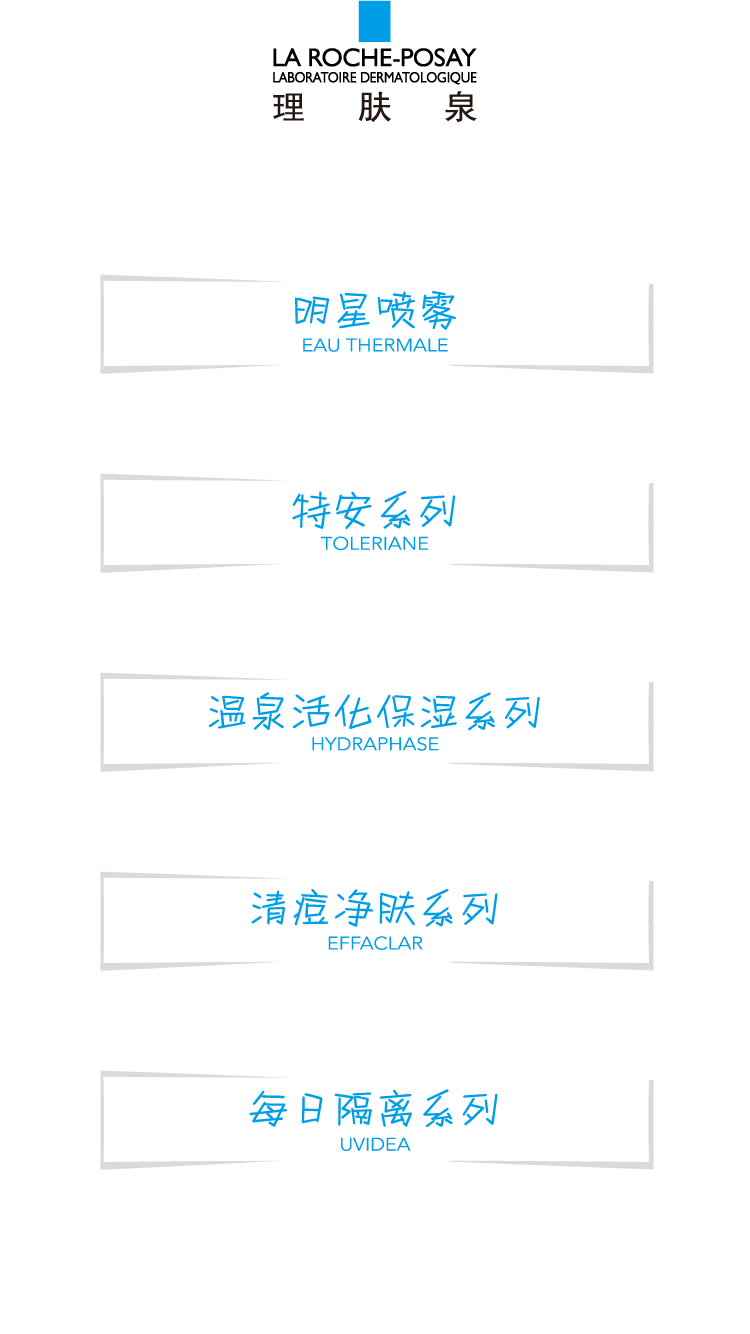 LA ROCHE-POSAY
LABORATOIRE DERMATOLOGIQUE
理肤泉
明星喷雾
EAU THERMALE
特安系列
TOLERIANE
温泉活化保湿系列
HYDRAPHASE
清痘净肤系列
EFFACLAR
每日隔离系列
UVIDEA